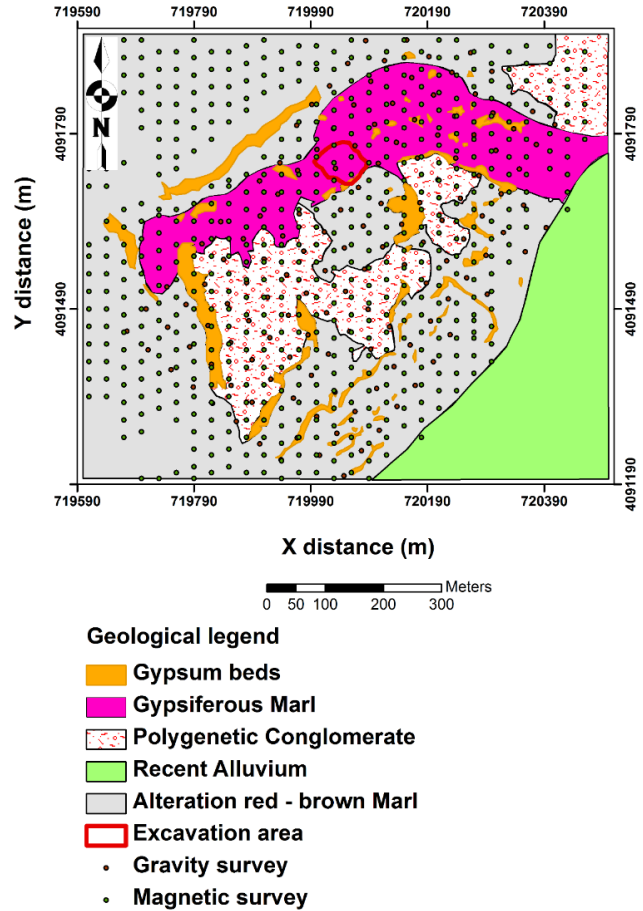 719590 719790 719990 720190 720390
N
4091790 4091790
Y distance (m)
4091490 4091490
4091190 4091190
719590 719790 719990 720190 720390
X distance (m)
Meters
0 50 100 200 300
Geological legend
Gypsum beds
Gypsiferous Marl
Polygenetic Conglomerate
Recent Alluvium
Alteration red - brown Marl
Excavation area
Gravity survey
Magnetic survey